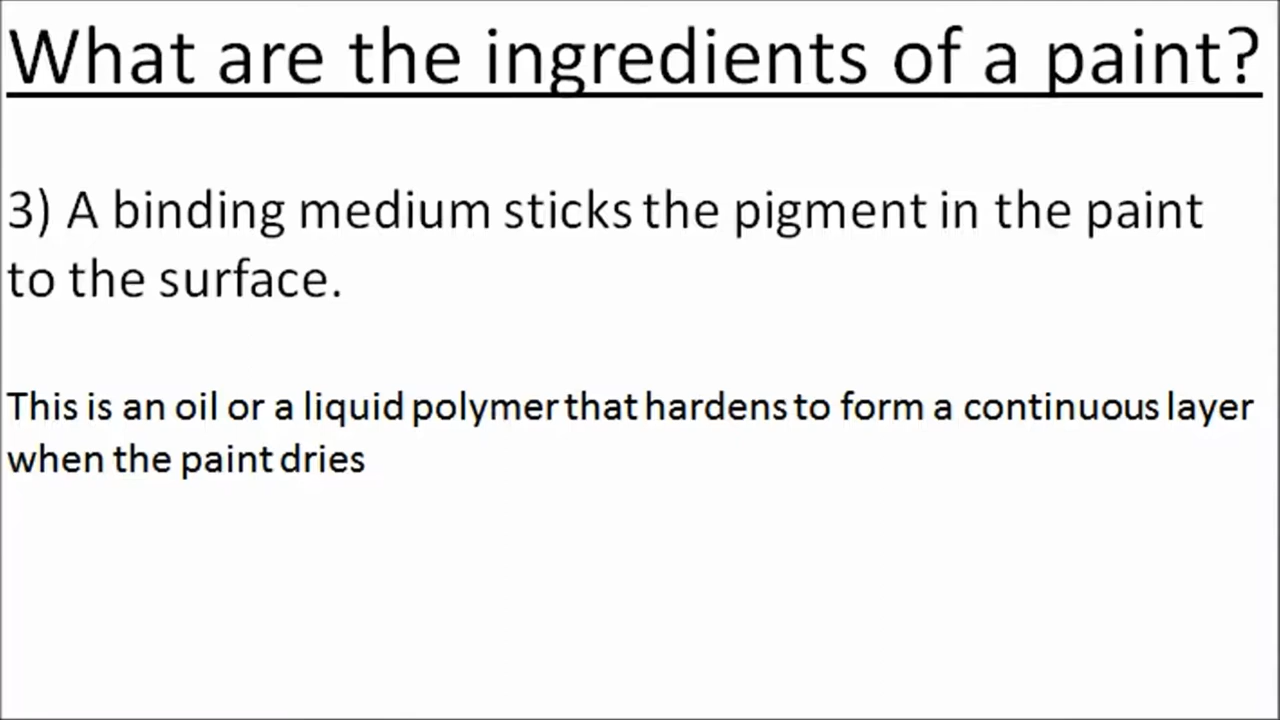 What are the ingredients of a paint?
3) A binding medium sticks the pigment in the paint
to the surface.
This is an oil or a liquid polymer that hardens to form a continuous layer
when the paint dries